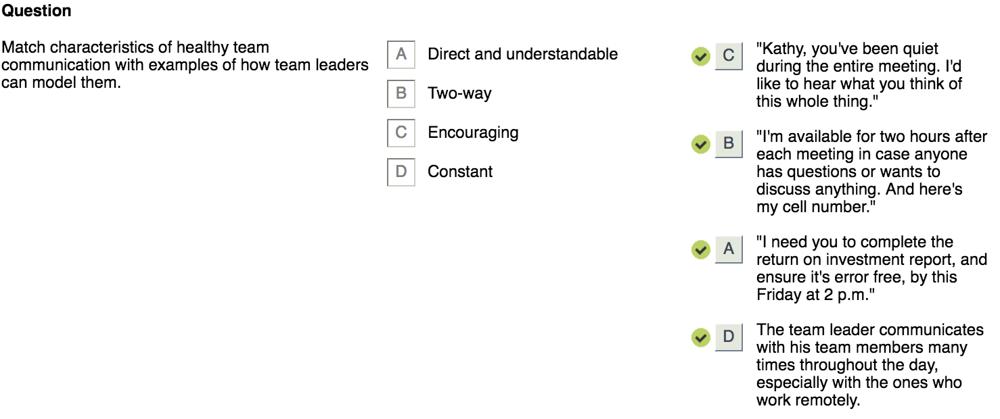 Question
Match characteristics of healthy team
communication with examples of how team leaders
can model them.
A Direct and understandable
B Two-way
C Encouraging
D Constant
C "Kathy, you've been quiet
during the entire meeting. I'd
like to hear what you think of
this whole thing."
B "I'm available for two hours after
each meeting in case anyone
has questions or wants to
discuss anything. And here's
my cell number."
A "I need you to complete the
return on investment report, and
ensure it's error free, by this
Friday at 2 p.m."
D The team leader communicates
with his team members many
times throughout the day,
especially with the ones who
work remotely.